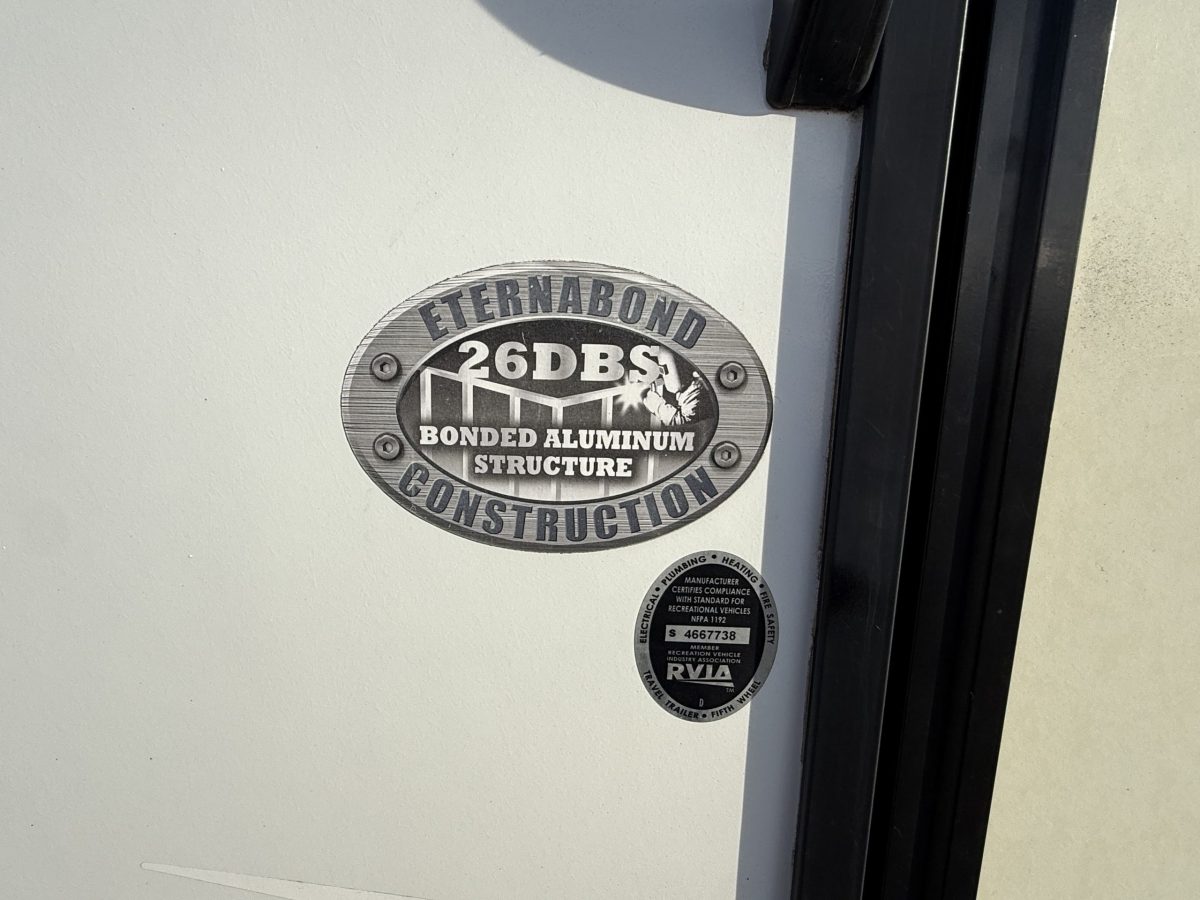 ETERNABOND
26DBS
BONDED ALUMINUM
STRUCTURE
CONSTRUCTION
ELECTRICAL • PLUMBING • HEATING • FIRE SAFETY
MANUFACTURER
CERTIFIES COMPLIANCE
WITH STANDARD FOR
RECREATIONAL VEHICLES
NFPA 1192
S 4667738
MEMBER
RECREATION VEHICLE
INDUSTRY ASSOCIATION
RVIA
TM
D
TRAVEL TRAILER • FIFTH WHEEL